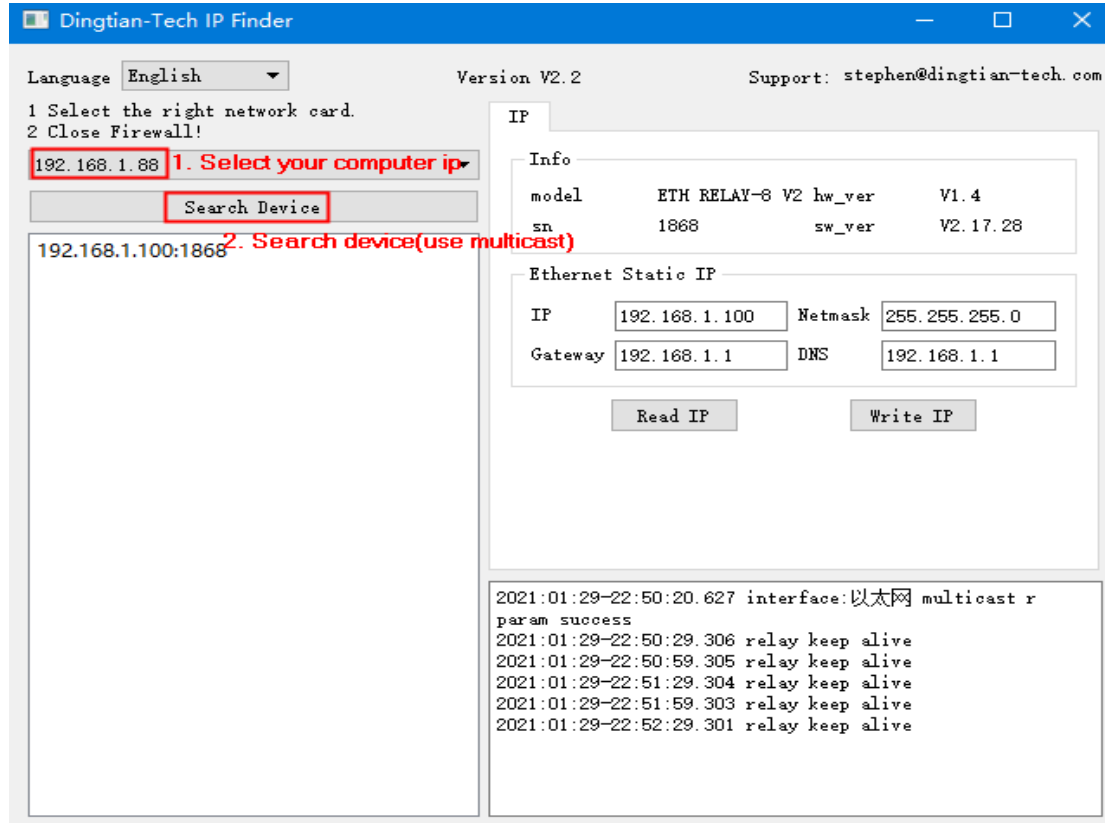 Dingtian-Tech IP Finder
Language English Version V2.2 Support: stephen@dingtian-tech.com
1 Select the right network card.
2 Close Firewall!
192.168.1.88 1. Select your computer ip
Search Device
2. Search device(use multicast)
192.168.1.100:1868
IP
Info
model ETH RELAY-8 V2 hw_ver V1.4
sn 1868 sw_ver V2.17.28
Ethernet Static IP
IP 192.168.1.100 Netmask 255.255.255.0
Gateway 192.168.1.1 DNS 192.168.1.1
Read IP Write IP
2021:01:29-22:50:20.627 interface:以太网 multicast r
param success
2021:01:29-22:50:29.306 relay keep alive
2021:01:29-22:50:59.305 relay keep alive
2021:01:29-22:51:29.304 relay keep alive
2021:01:29-22:51:59.303 relay keep alive
2021:01:29-22:52:29.301 relay keep alive